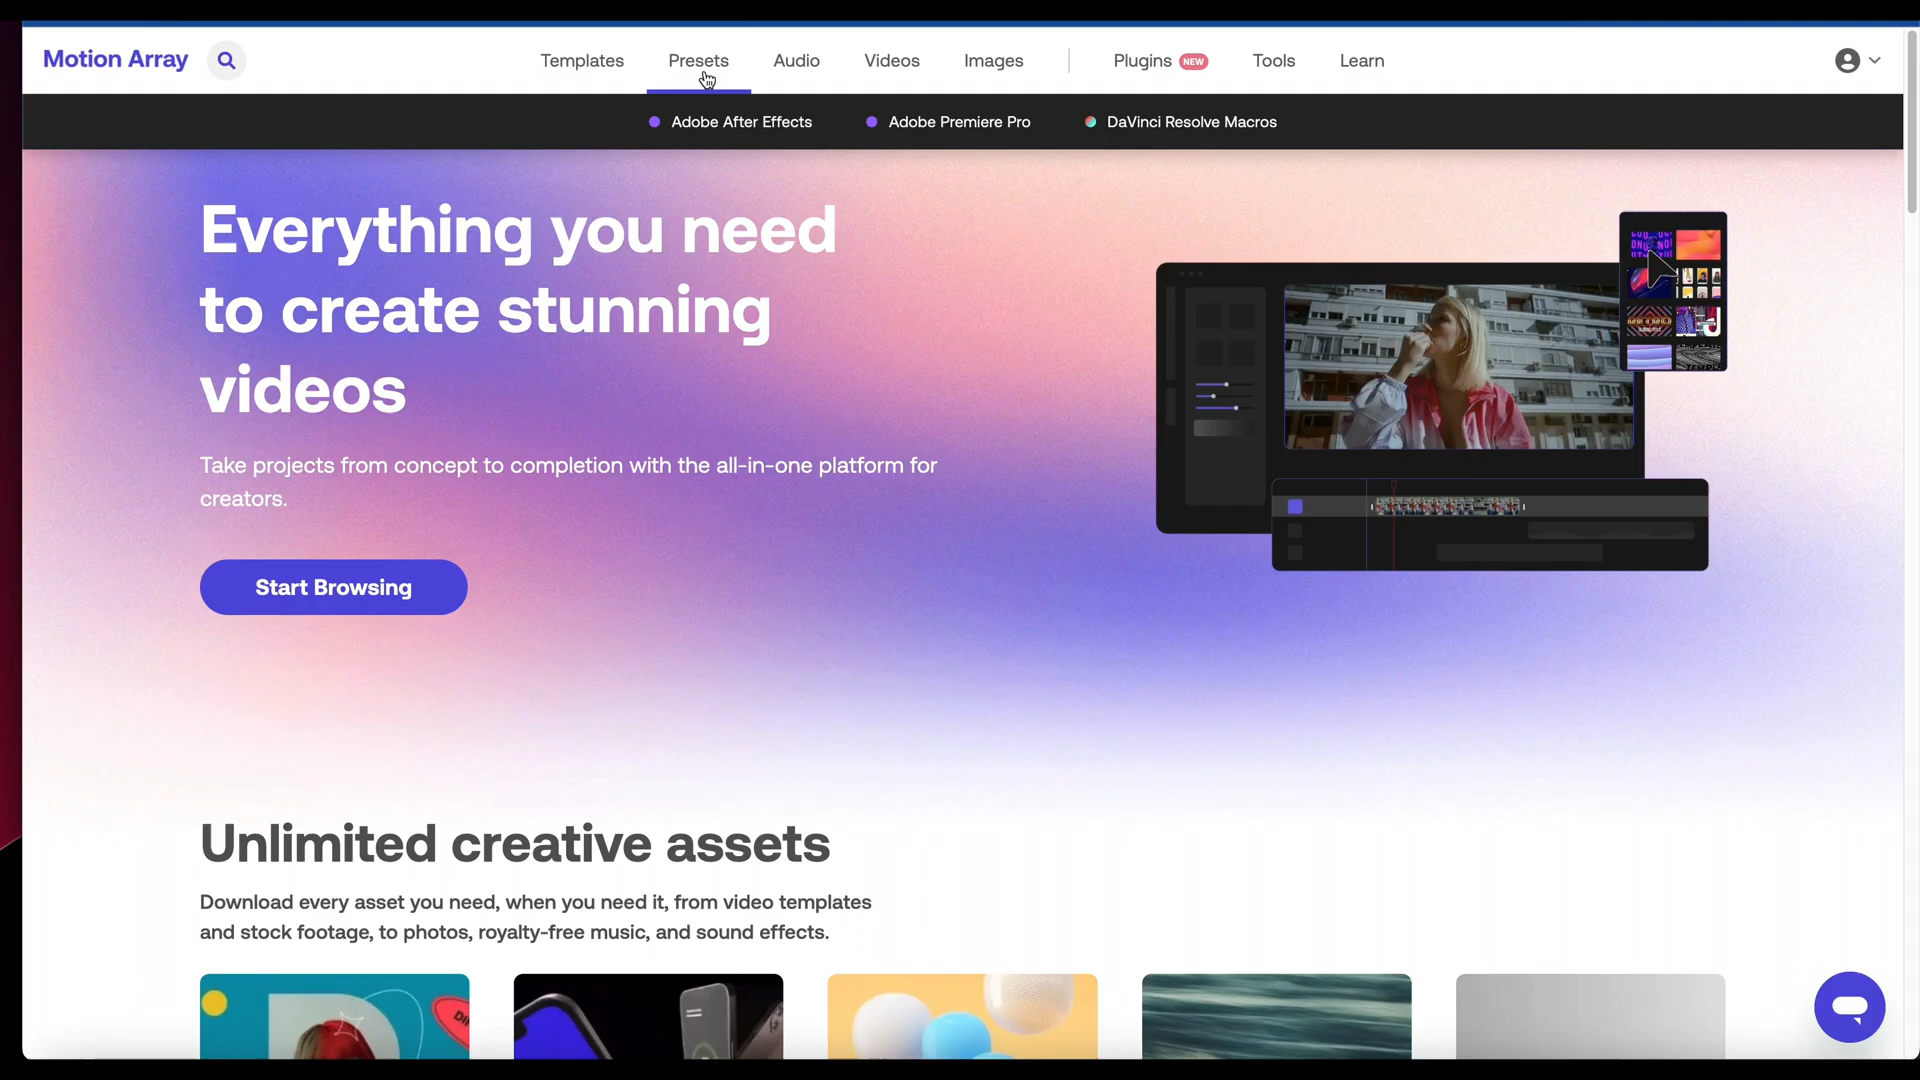 Motion Array
Templates
Presets
Audio
Videos
Images
Plugins NEW
Tools
Learn
Adobe After Effects
Adobe Premiere Pro
DaVinci Resolve Macros
Everything you need
to create stunning
videos
Take projects from concept to completion with the all-in-one platform for
creators.
Start Browsing
Unlimited creative assets
Download every asset you need, when you need it, from video templates
and stock footage, to photos, royalty-free music, and sound effects.